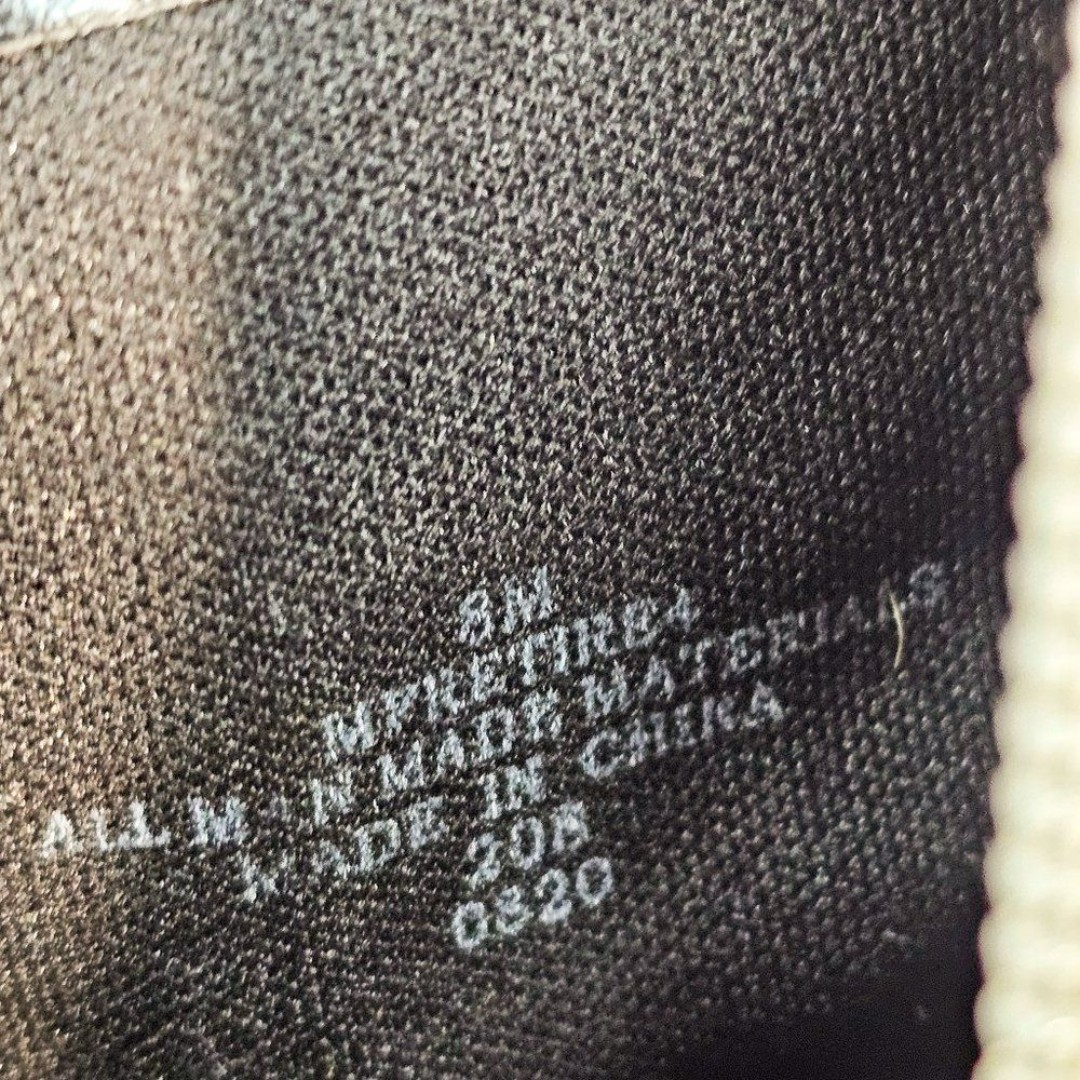 8M
ALL MAN MADE MATERIALS
MADE IN CHINA
0320